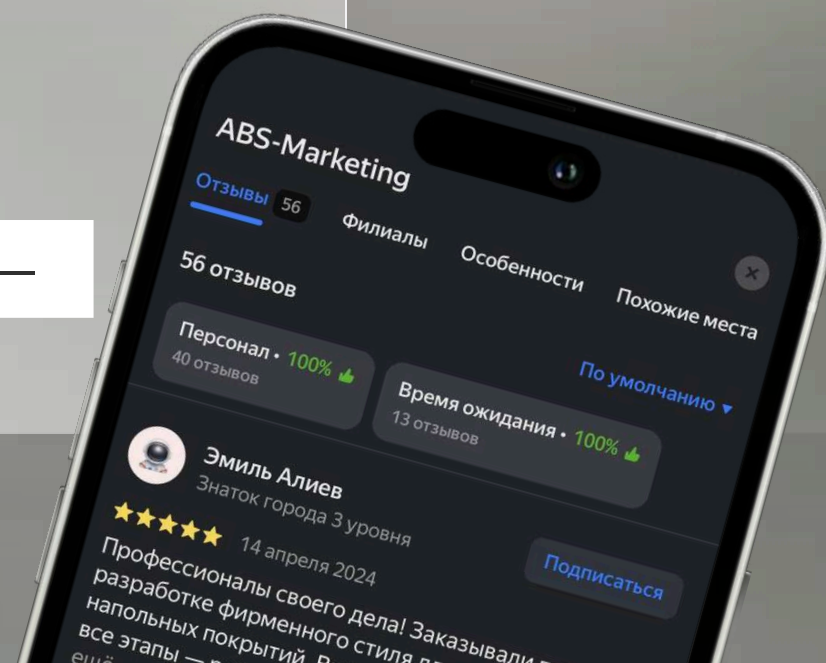 ABS-Marketing
Отзывы 56 Филиалы Особенности Похожие места
56 отзывов
По умолчанию
Персонал • 100%
40 отзывов
Время ожидания • 100%
13 отзывов
Эмиль Алиев
Знаток города 3 уровня
Подписаться
14 апреля 2024
Профессионалы своего дела! Заказывали
разработке фирменного стиля
напольных покрытий.
все этапы —
ещё